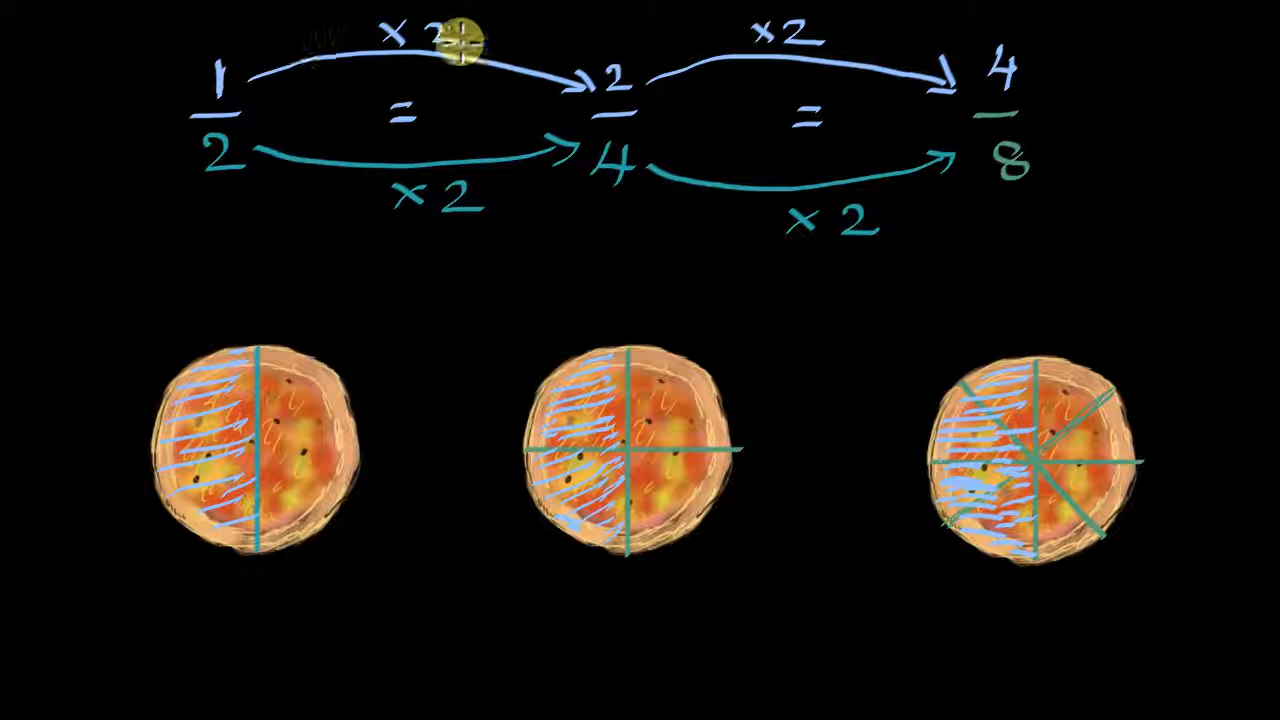 ×2 ×2
1/2 = 2/4 = 4/8
×2 ×2